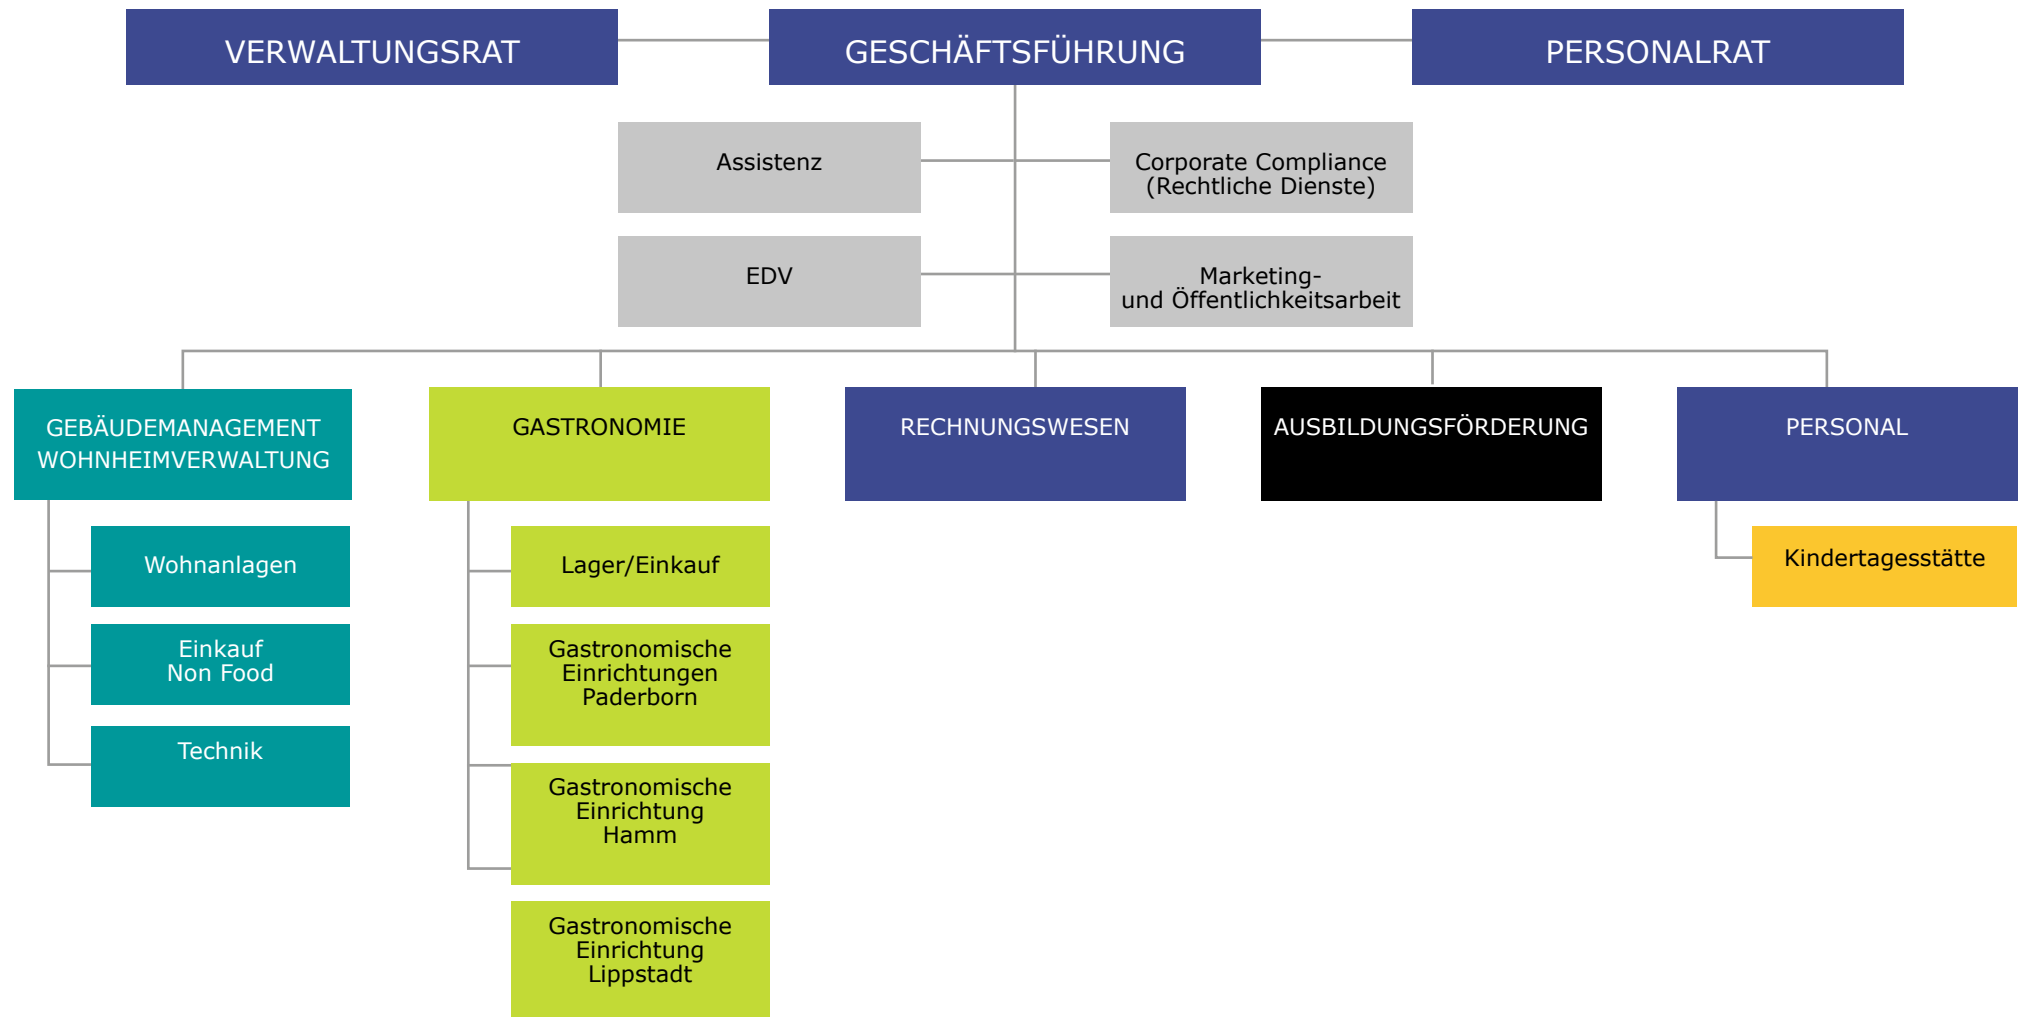 VERWALTUNGSRAT
GESCHÄFTSFÜHRUNG
PERSONALRAT
Assistenz
Corporate Compliance
(Rechtliche Dienste)
EDV
Marketing-
und Öffentlichkeitsarbeit
GEBÄUDEMANAGEMENT
WOHNHEIMVERWALTUNG
GASTRONOMIE
RECHNUNGSWESEN
AUSBILDUNGSFÖRDERUNG
PERSONAL
Wohnanlagen
Einkauf
Non Food
Technik
Lager/Einkauf
Gastronomische
Einrichtungen
Paderborn
Gastronomische
Einrichtung
Hamm
Gastronomische
Einrichtung
Lippstadt
Kindertagesstätte